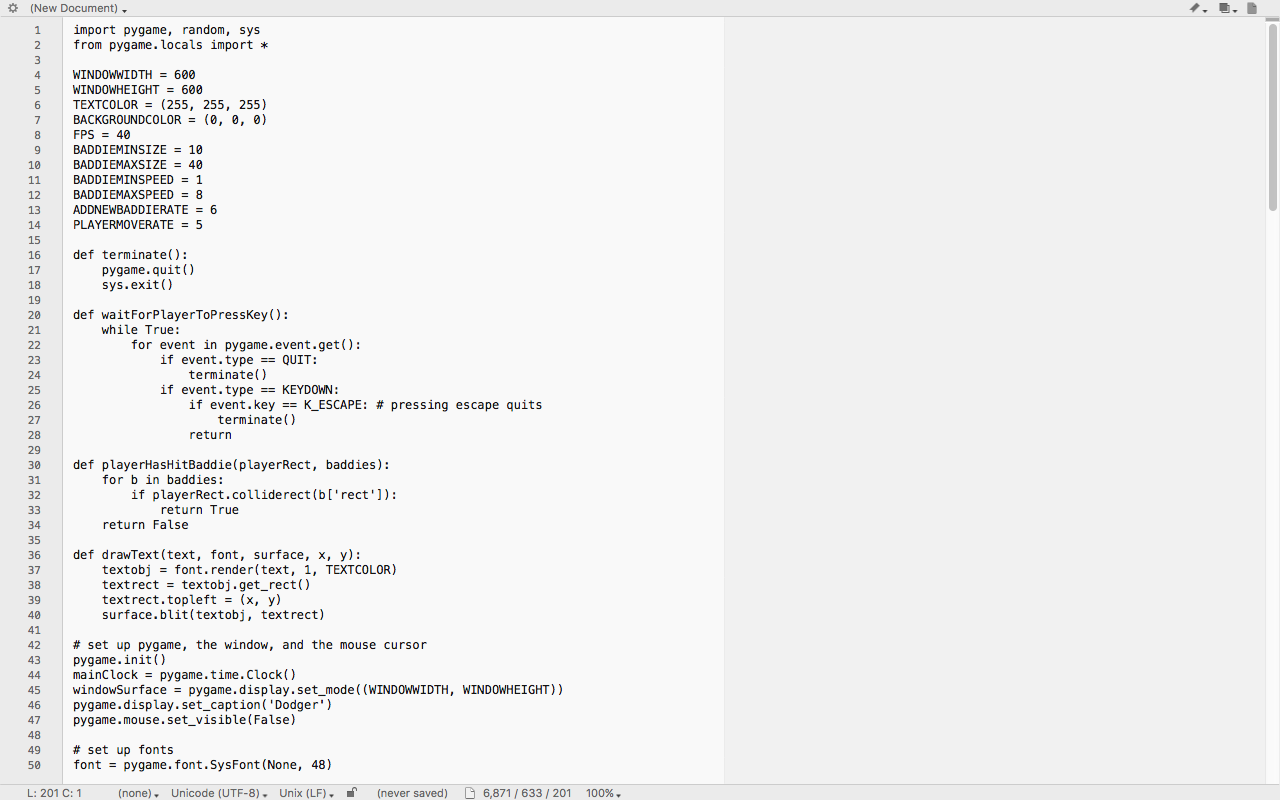 (New Document)
1 import pygame, random, sys
2 from pygame.locals import *
3
4 WINDOWWIDTH = 600
5 WINDOWHEIGHT = 600
6 TEXTCOLOR = (255, 255, 255)
7 BACKGROUNDCOLOR = (0, 0, 0)
8 FPS = 40
9 BADDIEMINSIZE = 10
10 BADDIEMAXSIZE = 40
11 BADDIEMINSPEED = 1
12 BADDIEMAXSPEED = 8
13 ADDNEWBADDIERATE = 6
14 PLAYERMOVERATE = 5
15
16 def terminate():
17     pygame.quit()
18     sys.exit()
19
20 def waitForPlayerToPressKey():
21     while True:
22         for event in pygame.event.get():
23             if event.type == QUIT:
24                 terminate()
25             if event.type == KEYDOWN:
26                 if event.key == K_ESCAPE: # pressing escape quits
27                     terminate()
28                 return
29
30 def playerHasHitBaddie(playerRect, baddies):
31     for b in baddies:
32         if playerRect.colliderect(b['rect']):
33             return True
34     return False
35
36 def drawText(text, font, surface, x, y):
37     textobj = font.render(text, 1, TEXTCOLOR)
38     textrect = textobj.get_rect()
39     textrect.topleft = (x, y)
40     surface.blit(textobj, textrect)
41
42 # set up pygame, the window, and the mouse cursor
43 pygame.init()
44 mainClock = pygame.time.Clock()
45 windowSurface = pygame.display.set_mode((WINDOWWIDTH, WINDOWHEIGHT))
46 pygame.display.set_caption('Dodger')
47 pygame.mouse.set_visible(False)
48
49 # set up fonts
50 font = pygame.font.SysFont(None, 48)
L: 201 C: 1 (none) Unicode (UTF-8) Unix (LF) (never saved) 6,871 / 633 / 201 100%